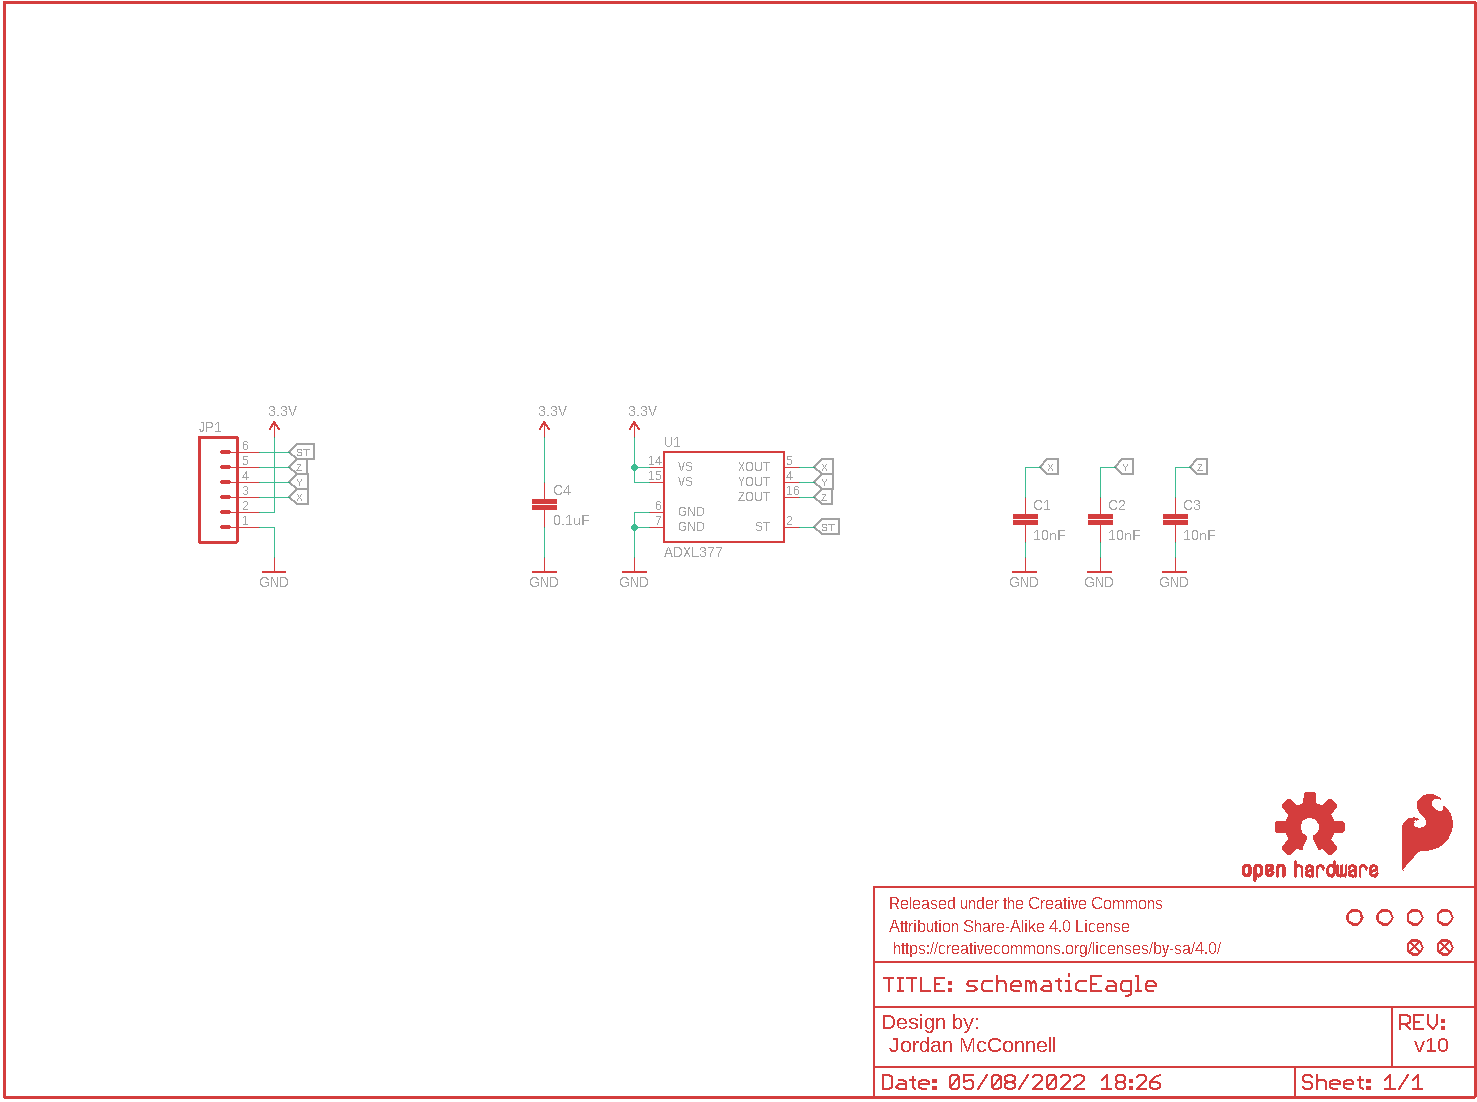 3.3V
JP1
6
5
4
3
2
1
ST
Z
Y
X
GND
3.3V
C4
0.1uF
GND
3.3V
U1
14
15
6
7
VS
VS
GND
GND
XOUT
YOUT
ZOUT
ST
5
4
16
2
X
Y
Z
ST
ADXL377
GND
X
C1
10nF
GND
Y
C2
10nF
GND
Z
C3
10nF
GND
open hardware
Released under the Creative Commons
Attribution Share-Alike 4.0 License
https://creativecommons.org/licenses/by-sa/4.0/
TITLE: schematicEagle
Design by:
Jordan McConnell
REV:
v10
Date: 05/08/2022 18:26
Sheet: 1/1